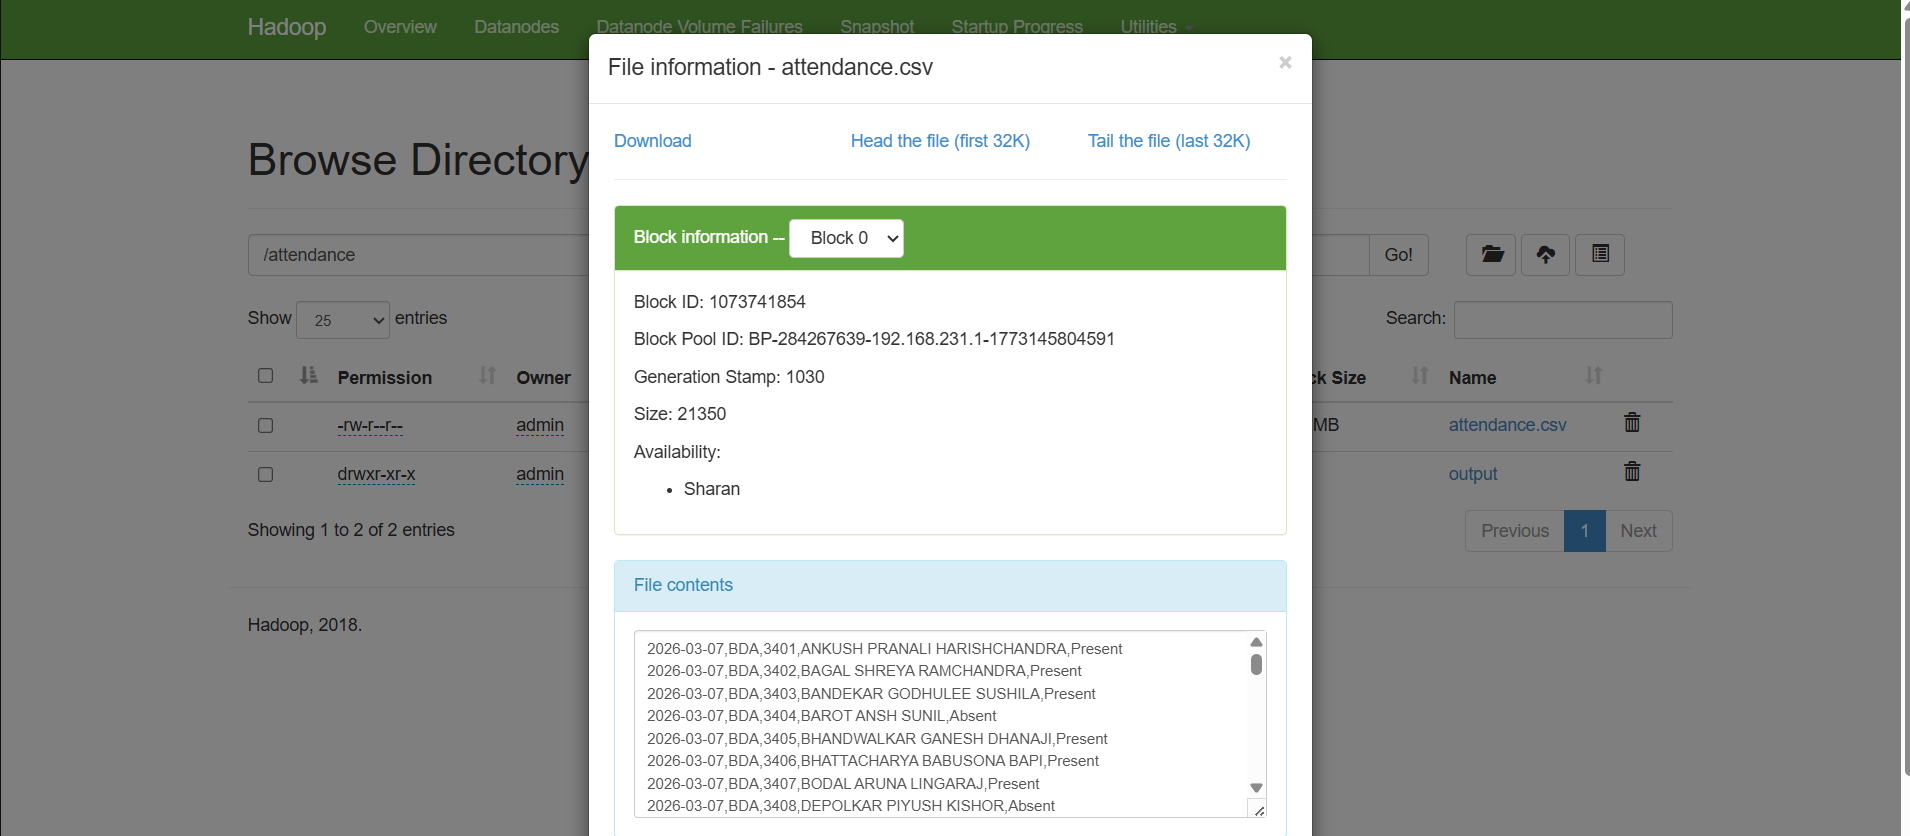 Hadoop Overview Datanodes Datanode Volume Failures Snapshot Startup Progress Utilities
File information - attendance.csv ×
Download Head the file (first 32K) Tail the file (last 32K)
Browse Directory
Block information -- Block 0
/attendance Go!
Block ID: 1073741854
Show 25 entries Search:
Block Pool ID: BP-284267639-192.168.231.1-1773145804591
Generation Stamp: 1030
Permission Owner Size Name
Size: 21350
-rw-r--r-- admin MB attendance.csv
Availability:
drwxr-xr-x admin output
Sharan
Showing 1 to 2 of 2 entries Previous 1 Next
File contents
Hadoop, 2018.
2026-03-07,BDA,3401,ANKUSH PRANALI HARISHCHANDRA,Present
2026-03-07,BDA,3402,BAGAL SHREYA RAMCHANDRA,Present
2026-03-07,BDA,3403,BANDEKAR GODHULEE SUSHILA,Present
2026-03-07,BDA,3404,BAROT ANSH SUNIL,Absent
2026-03-07,BDA,3405,BHANDWALKAR GANESH DHANAJI,Present
2026-03-07,BDA,3406,BHATTACHARYA BABUSONA BAPI,Present
2026-03-07,BDA,3407,BODAL ARUNA LINGARAJ,Present
2026-03-07,BDA,3408,DEPOLKAR PIYUSH KISHOR,Absent